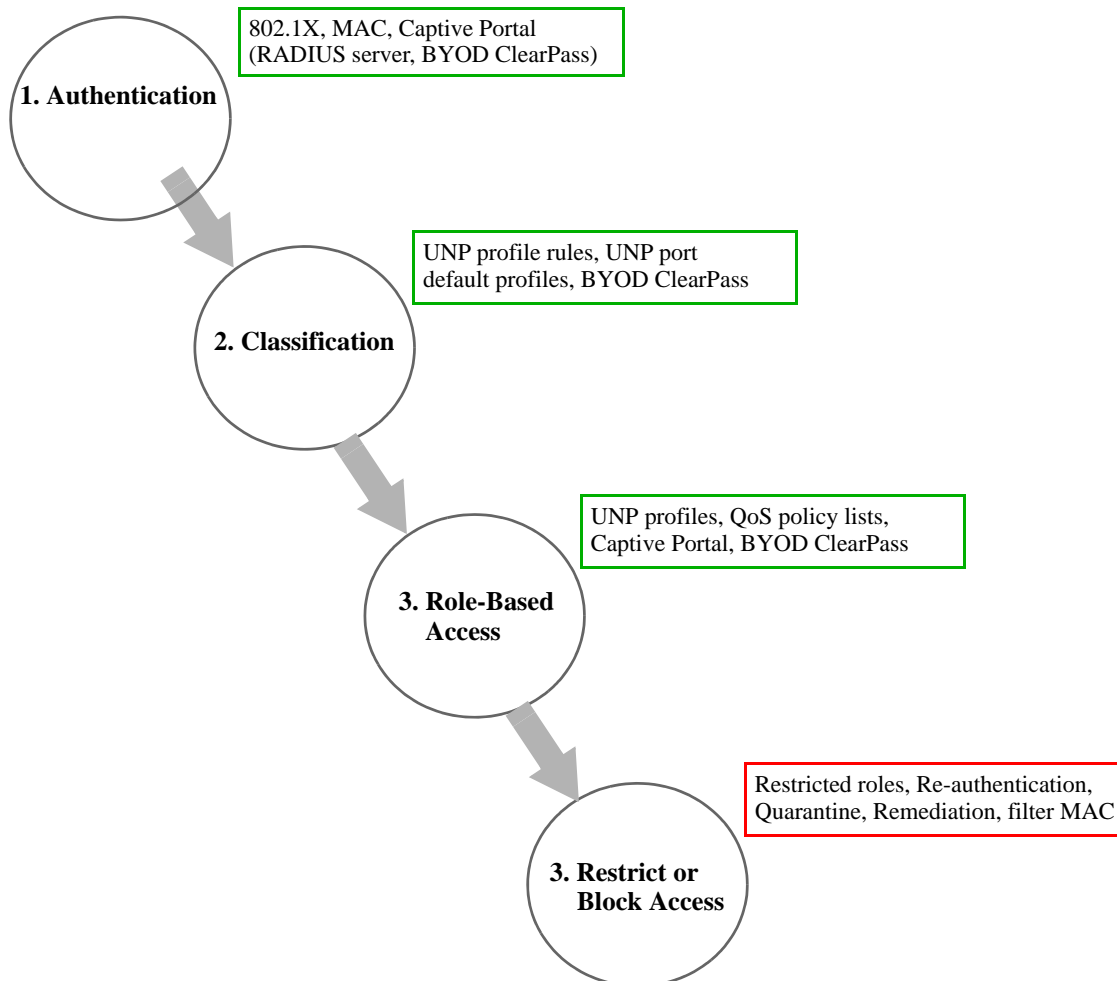 802.1X, MAC, Captive Portal
(RADIUS server, BYOD ClearPass)
1. Authentication
UNP profile rules, UNP port
default profiles, BYOD ClearPass
2. Classification
UNP profiles, QoS policy lists,
Captive Portal, BYOD ClearPass
3. Role-Based
Access
Restricted roles, Re-authentication,
Quarantine, Remediation, filter MAC
3. Restrict or
Block Access